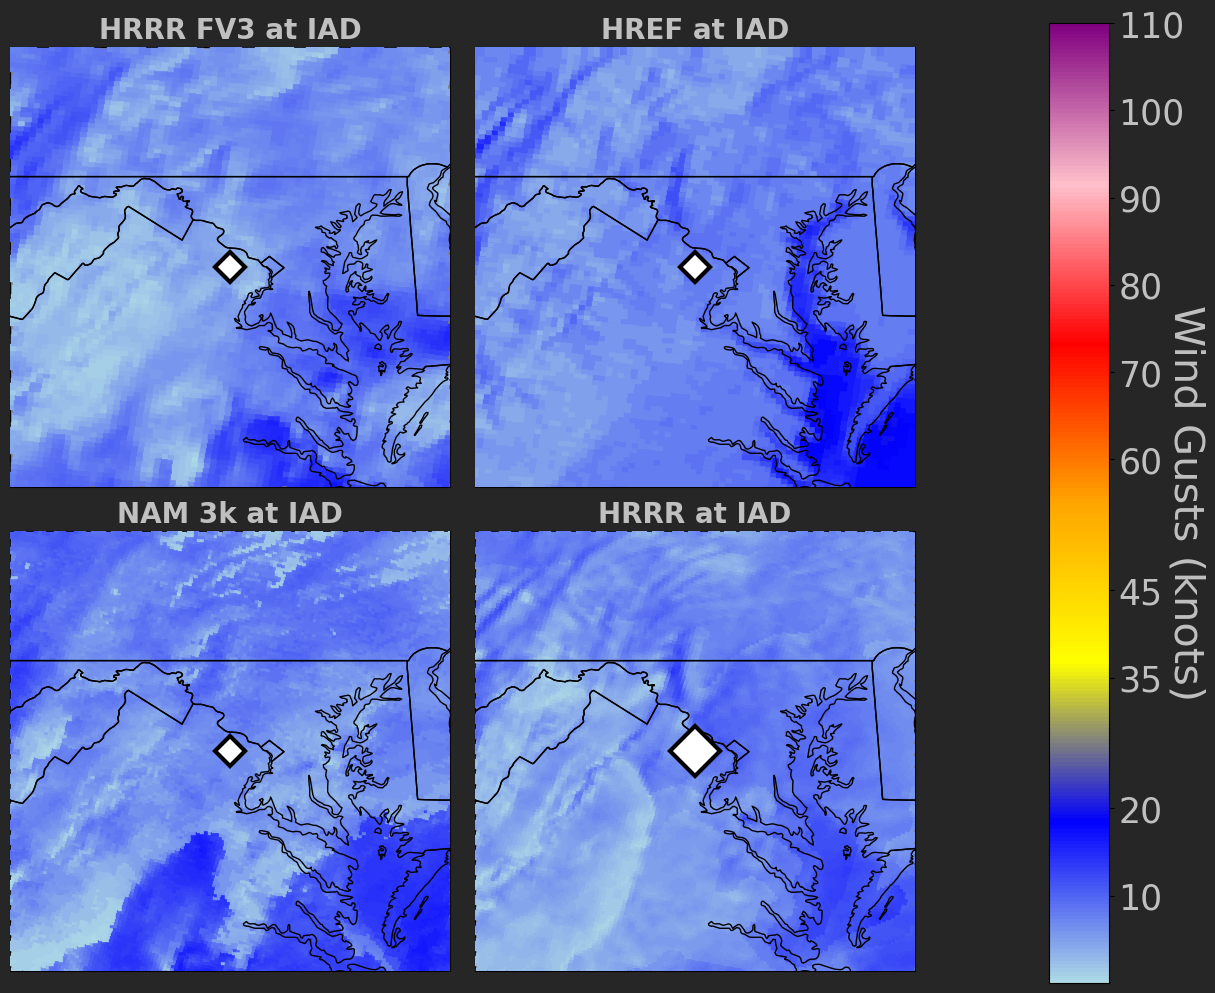 HRRR FV3 at IAD
HREF at IAD
NAM 3k at IAD
HRRR at IAD
110
100
90
80
70
60
45
35
20
10
Wind Gusts (knots)